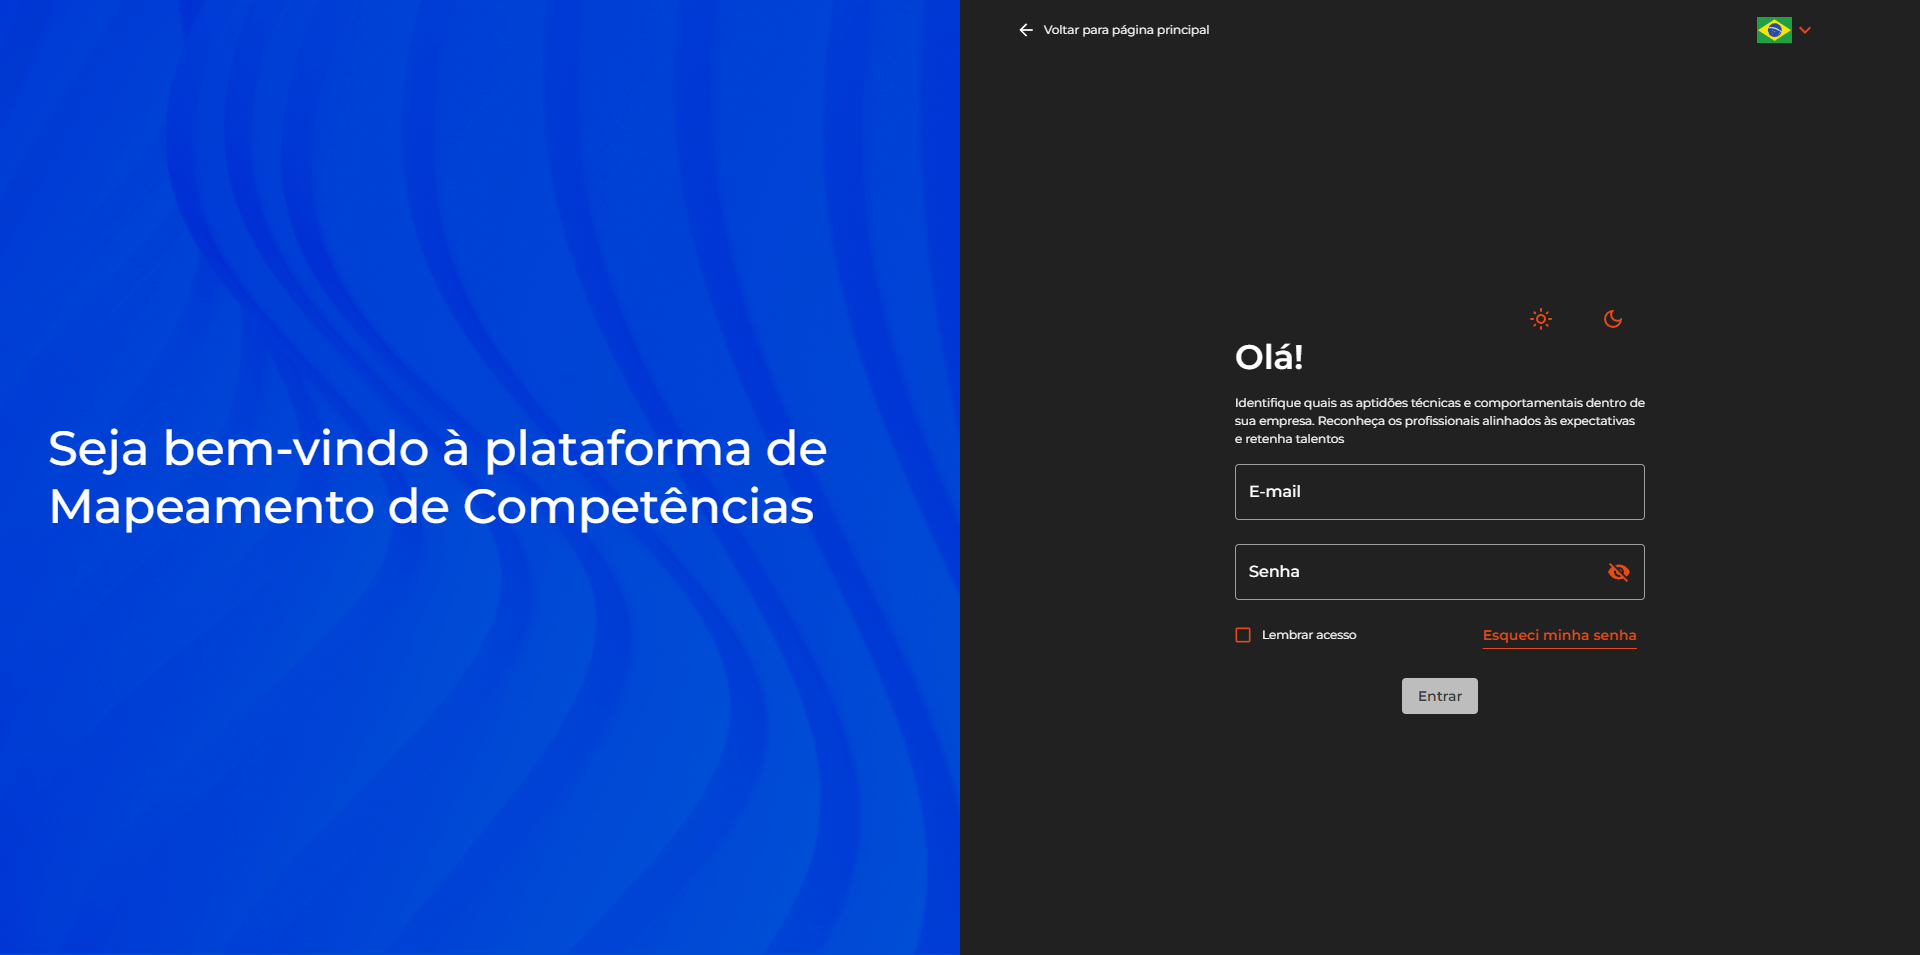 Seja bem-vindo à plataforma de
Mapeamento de Competências
Voltar para página principal
Olá!
Identifique quais as aptidões técnicas e comportamentais dentro de
sua empresa. Reconheça os profissionais alinhados às expectativas
e retenha talentos
E-mail
Senha
Lembrar acesso
Esqueci minha senha
Entrar